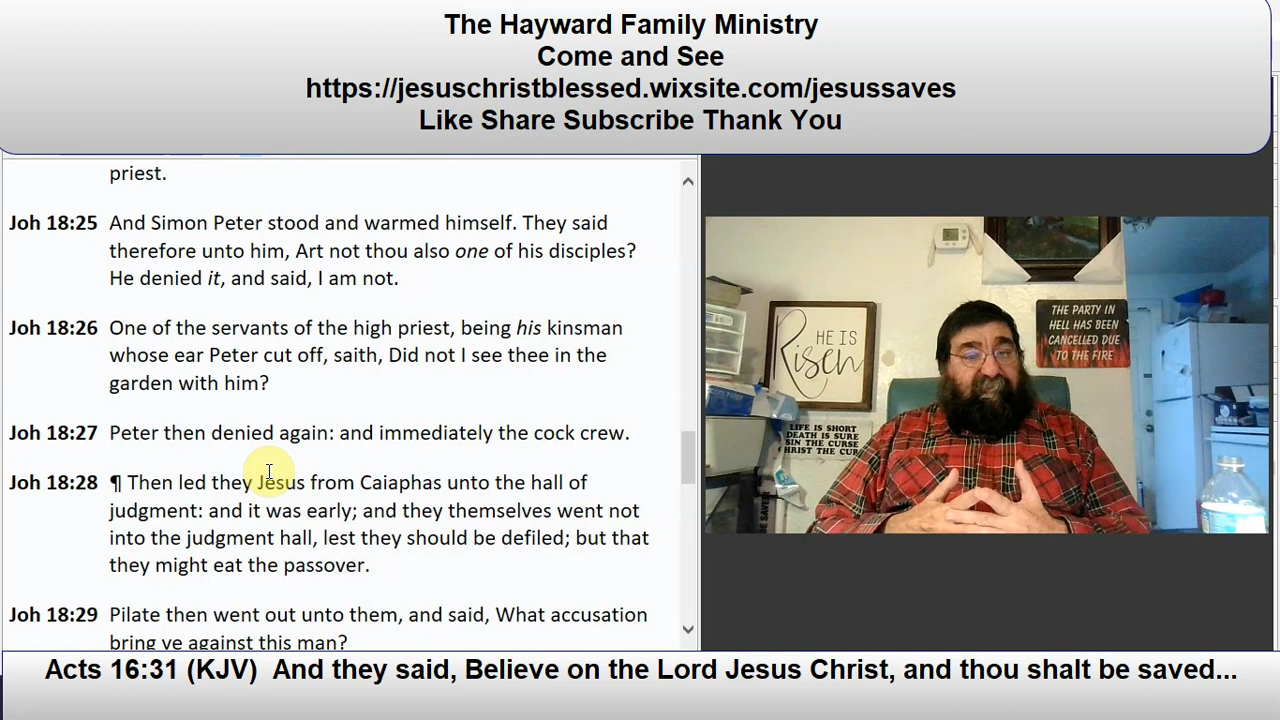 The Hayward Family Ministry
Come and See
https://jesuschristblessed.wixsite.com/jesussaves
Like Share Subscribe Thank You
priest.
Joh 18:25 And Simon Peter stood and warmed himself. They said
therefore unto him, Art not thou also one of his disciples?
He denied it, and said, I am not.
Joh 18:26 One of the servants of the high priest, being his kinsman
whose ear Peter cut off, saith, Did not I see thee in the
garden with him?
Joh 18:27 Peter then denied again: and immediately the cock crew.
Joh 18:28 ¶ Then led they Jesus from Caiaphas unto the hall of
judgment: and it was early; and they themselves went not
into the judgment hall, lest they should be defiled; but that
they might eat the passover.
Joh 18:29 Pilate then went out unto them, and said, What accusation
bring ye against this man?
HE IS
Risen
THE PARTY IN
HELL HAS BEEN
CANCELLED DUE
TO THE FIRE
LIFE IS SHORT
DEATH IS SURE
SIN THE CURSE
CHRIST THE CUR
Acts 16:31 (KJV) And they said, Believe on the Lord Jesus Christ, and thou shalt be saved...